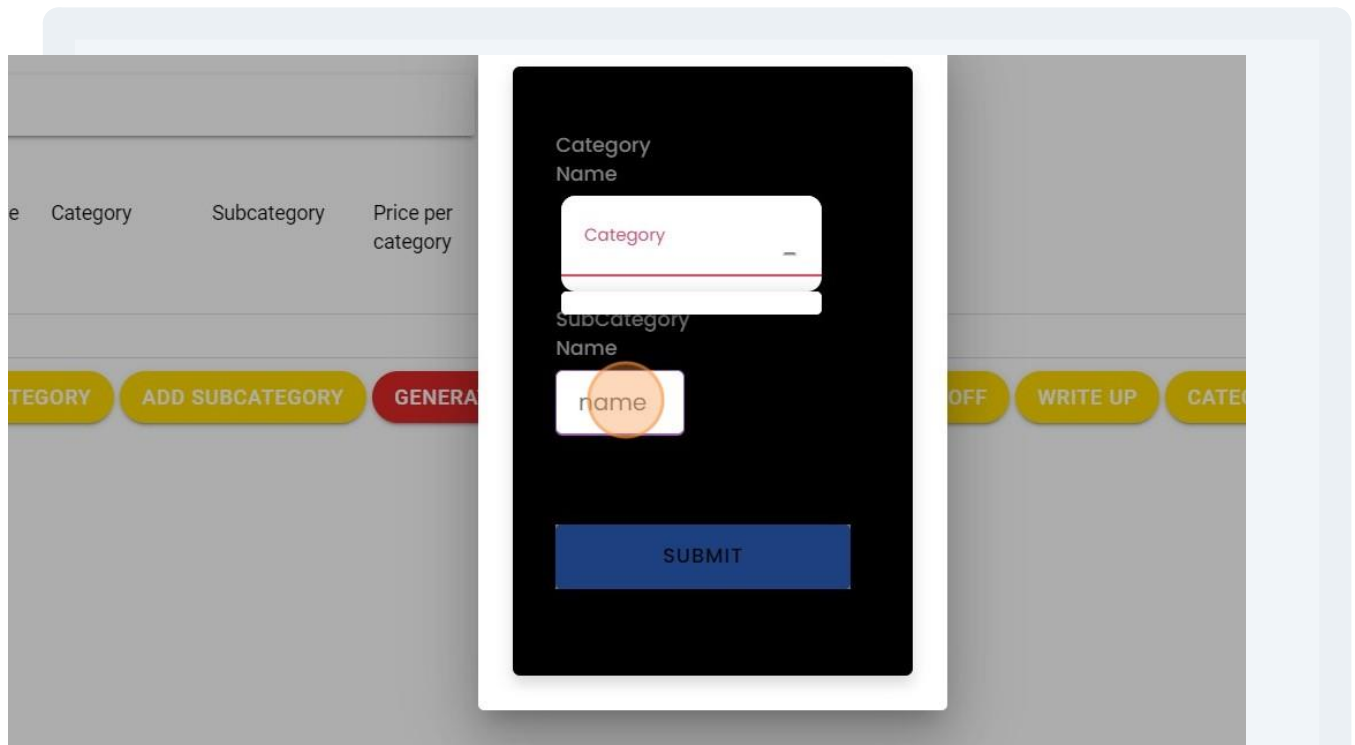 e Category Subcategory Price per
category
TEGORY ADD SUBCATEGORY GENERA
Category
Name
Category
SubCategory
Name
name
SUBMIT
OFF WRITE UP CATEG